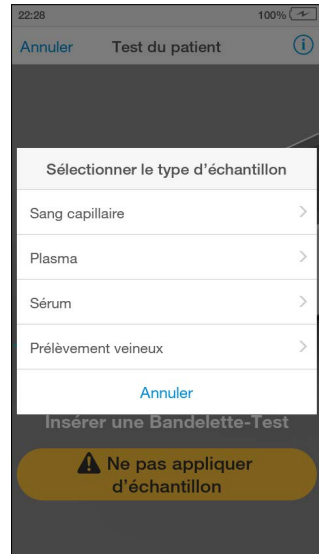 22:28 100%
Annuler Test du patient
Sélectionner le type d'échantillon
Sang capillaire
Plasma
Sérum
Prélèvement veineux
Annuler
Insérer une Bandelette-Test
Ne pas appliquer
d'échantillon